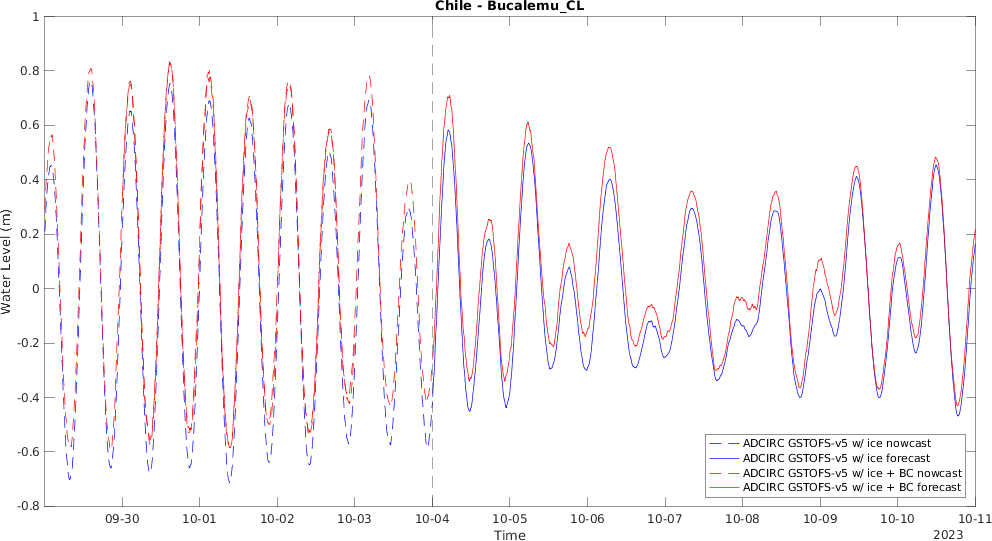 Chile - Bucalemu_CL
Water Level (m)
1
0.8
0.6
0.4
0.2
0
-0.2
-0.4
-0.6
-0.8
ADCIRC GSTOFS-v5 w/ ice nowcast
ADCIRC GSTOFS-v5 w/ ice forecast
ADCIRC GSTOFS-v5 w/ ice + BC nowcast
ADCIRC GSTOFS-v5 w/ ice + BC forecast
09-30 10-01 10-02 10-03 10-04 10-05 10-06 10-07 10-08 10-09 10-10 10-11
Time
2023